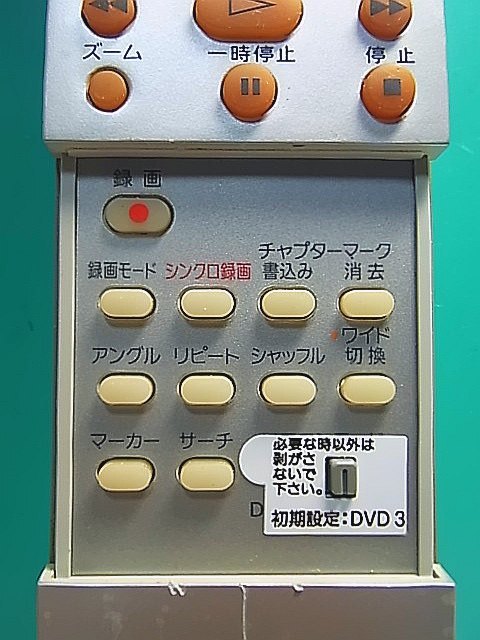 ズーム 一時停止 停止
録画
チャプターマーク
録画モード シンクロ録画 書込み 消去
ワイド
アングル リピート シャッフル 切換
マーカー サーチ
必要な時以外は
剥がさ
ないで
下さい。
D
初期設定:DVD 3